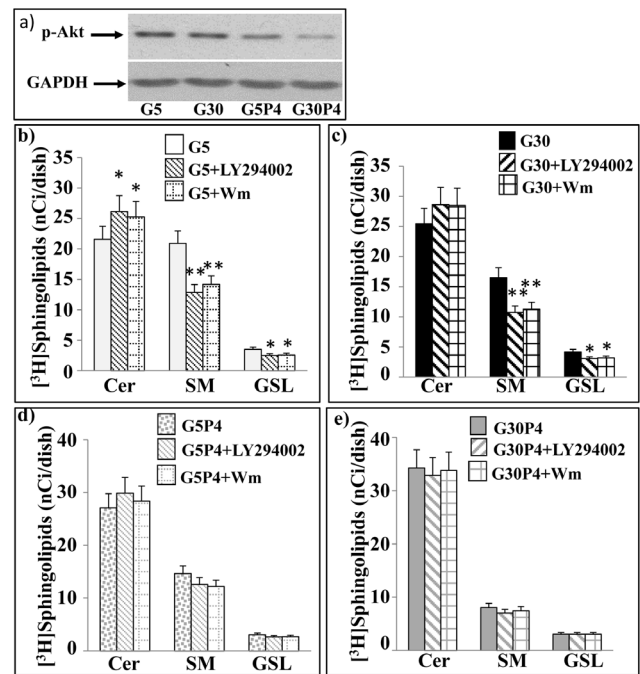 a)
p-Akt
GAPDH
G5 G30 G5P4 G30P4
b)
G5
G5+LY294002
G5+Wm
[³H]Sphingolipids (nCi/dish)
35
30
25
20
15
10
5
0
* *
** **
* *
Cer SM GSL
c)
G30
G30+LY294002
G30+Wm
[³H]Sphingolipids (nCi/dish)
35
30
25
20
15
10
5
0
** **
* *
Cer SM GSL
d)
G5P4
G5P4+LY294002
G5P4+Wm
[³H]Sphingolipids (nCi/dish)
40
30
20
10
0
Cer SM GSL
e)
G30P4
G30P4+LY294002
G30P4+Wm
[³H]Sphingolipids (nCi/dish)
40
30
20
10
0
Cer SM GSL